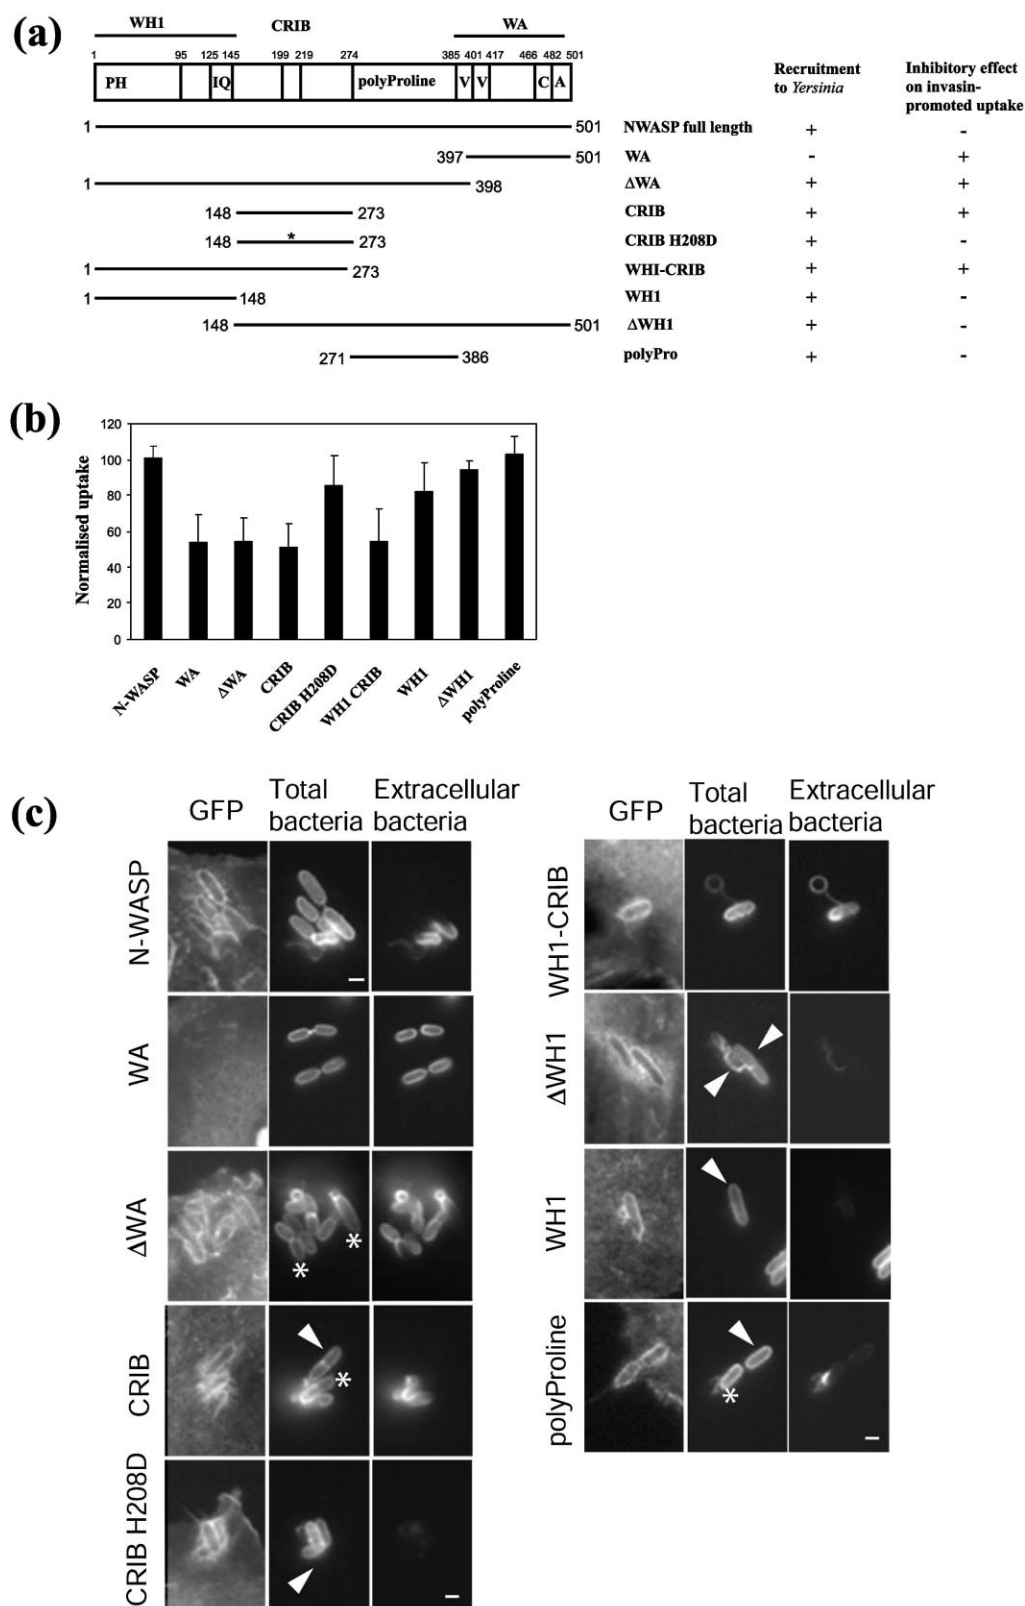 (a)
WH1 CRIB WA
1 95 125 145 199 219 274 385 401 417 466 482 501
PH IQ polyProline V V C A
Recruitment
to Yersinia
Inhibitory effect
on invasin-
promoted uptake
1 501 NWASP full length + -
397 501 WA - +
1 398 ΔWA + +
148 273 CRIB + +
148 * 273 CRIB H208D + -
1 273 WHI-CRIB + +
1 148 WH1 + -
148 501 ΔWH1 + -
271 386 polyPro + -
(b)
Normalised uptake
120
100
80
60
40
20
0
N-WASP
WA
ΔWA
CRIB
CRIB H208D
WH1 CRIB
WH1
ΔWH1
polyProline
(c)
GFP
Total
bacteria
Extracellular
bacteria
N-WASP
WA
ΔWA
* *
CRIB
*
CRIB H208D
GFP
Total
bacteria
Extracellular
bacteria
WH1-CRIB
ΔWH1
WH1
polyProline
*